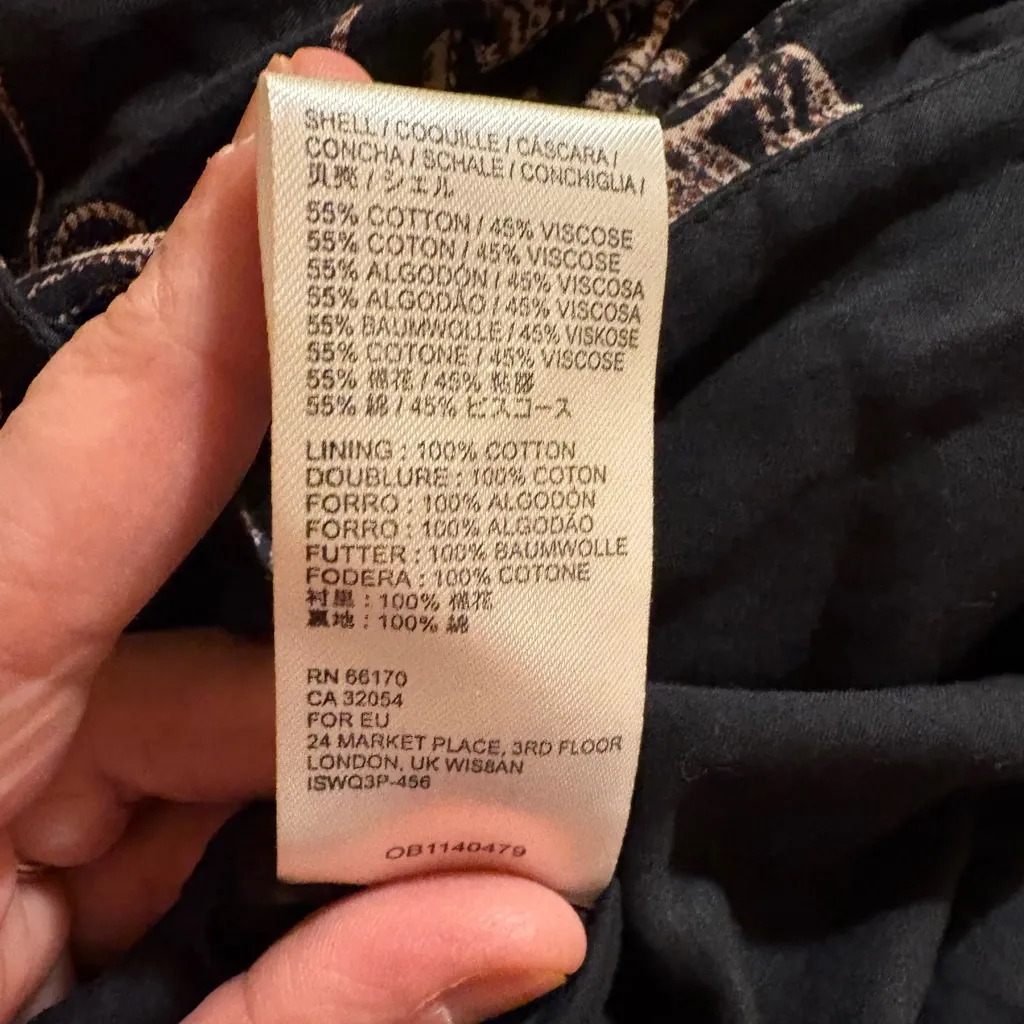 SHELL / COQUILLE / CÁSCARA /
CONCHA / SCHALE / CONCHIGLIA /
贝壳 / シェル
55% COTTON / 45% VISCOSE
55% COTON / 45% VISCOSE
55% ALGODÓN / 45% VISCOSA
55% ALGODÃO / 45% VISCOSA
55% BAUMWOLLE / 45% VISKOSE
55% COTONE / 45% VISCOSE
55% 棉花 / 45% 粘膠
55% 綿 / 45% ビスコース
LINING : 100% COTTON
DOUBLURE : 100% COTON
FORRO : 100% ALGODÓN
FORRO : 100% ALGODÃO
FUTTER : 100% BAUMWOLLE
FODERA : 100% COTONE
衬里 : 100% 棉花
裏地 : 100% 綿
RN 66170
CA 32054
FOR EU
24 MARKET PLACE, 3RD FLOOR
LONDON, UK WIS8AN
ISWQ3P-456
OB1140479